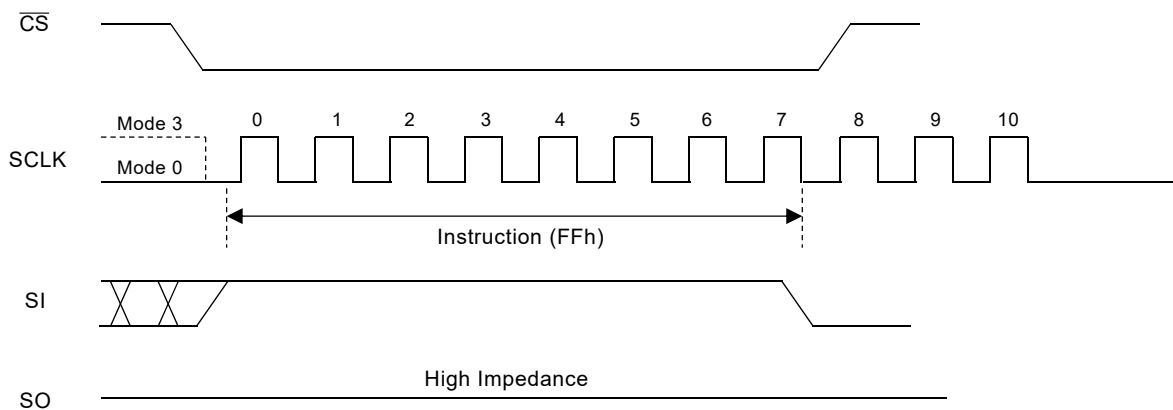 CS
Mode 3
0 1 2 3 4 5 6 7 8 9 10
SCLK
Mode 0
Instruction (FFh)
SI
High Impedance
SO